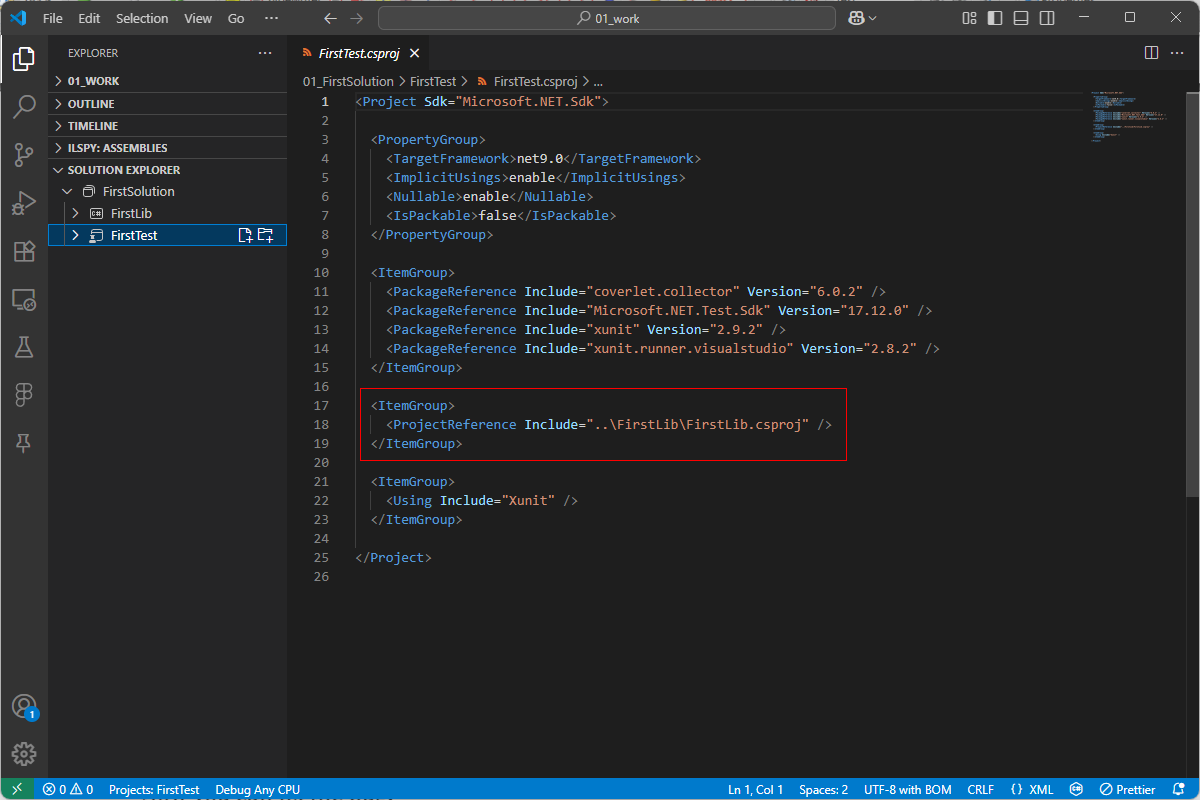 File Edit Selection View Go ··· 01_work
EXPLORER ···
01_WORK
OUTLINE
TIMELINE
ILSPY: ASSEMBLIES
SOLUTION EXPLORER
FirstSolution
FirstLib
FirstTest
FirstTest.csproj
01_FirstSolution > FirstTest > FirstTest.csproj > ...
1 <Project Sdk="Microsoft.NET.Sdk">
2
3 <PropertyGroup>
4 <TargetFramework>net9.0</TargetFramework>
5 <ImplicitUsings>enable</ImplicitUsings>
6 <Nullable>enable</Nullable>
7 <IsPackable>false</IsPackable>
8 </PropertyGroup>
9
10 <ItemGroup>
11 <PackageReference Include="coverlet.collector" Version="6.0.2" />
12 <PackageReference Include="Microsoft.NET.Test.Sdk" Version="17.12.0" />
13 <PackageReference Include="xunit" Version="2.9.2" />
14 <PackageReference Include="xunit.runner.visualstudio" Version="2.8.2" />
15 </ItemGroup>
16
17 <ItemGroup>
18 <ProjectReference Include="..\FirstLib\FirstLib.csproj" />
19 </ItemGroup>
20
21 <ItemGroup>
22 <Using Include="Xunit" />
23 </ItemGroup>
24
25 </Project>
26
1
0 0 Projects: FirstTest Debug Any CPU Ln 1, Col 1 Spaces: 2 UTF-8 with BOM CRLF {} XML Prettier